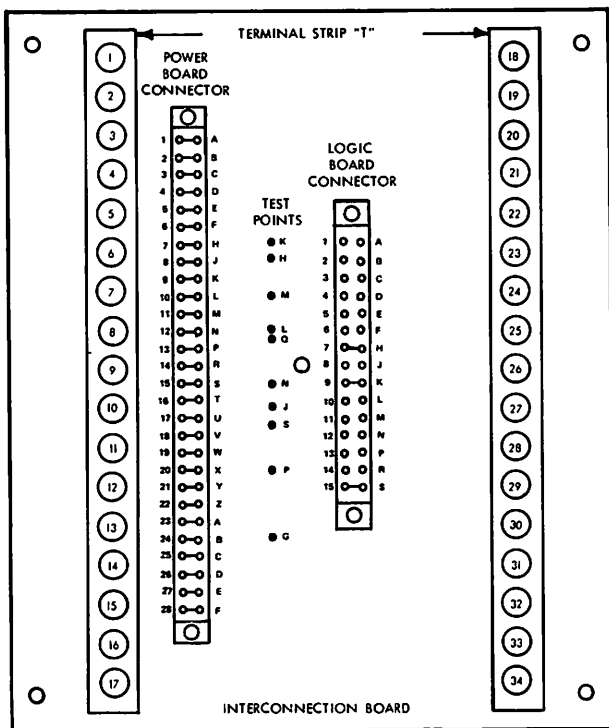 TERMINAL STRIP "T"
POWER
BOARD
CONNECTOR
LOGIC
BOARD
CONNECTOR
TEST
POINTS
1
2
3
4
5
6
7
8
9
10
11
12
13
14
15
16
17
1 A
2 B
3 C
4 D
5 E
6 F
7 H
8 J
9 K
10 L
11 M
12 N
13 P
14 R
15 S
16 T
17 U
18 V
19 W
20 X
21 Y
22 Z
23 A
24 B
25 C
26 D
27 E
28 F
K
H
M
L
Q
N
J
S
P
G
1 A
2 B
3 C
4 D
5 E
6 F
7 H
8 J
9 K
10 L
11 M
12 N
13 P
14 R
15 S
18
19
20
21
22
23
24
25
26
27
28
29
30
31
32
33
34
INTERCONNECTION BOARD